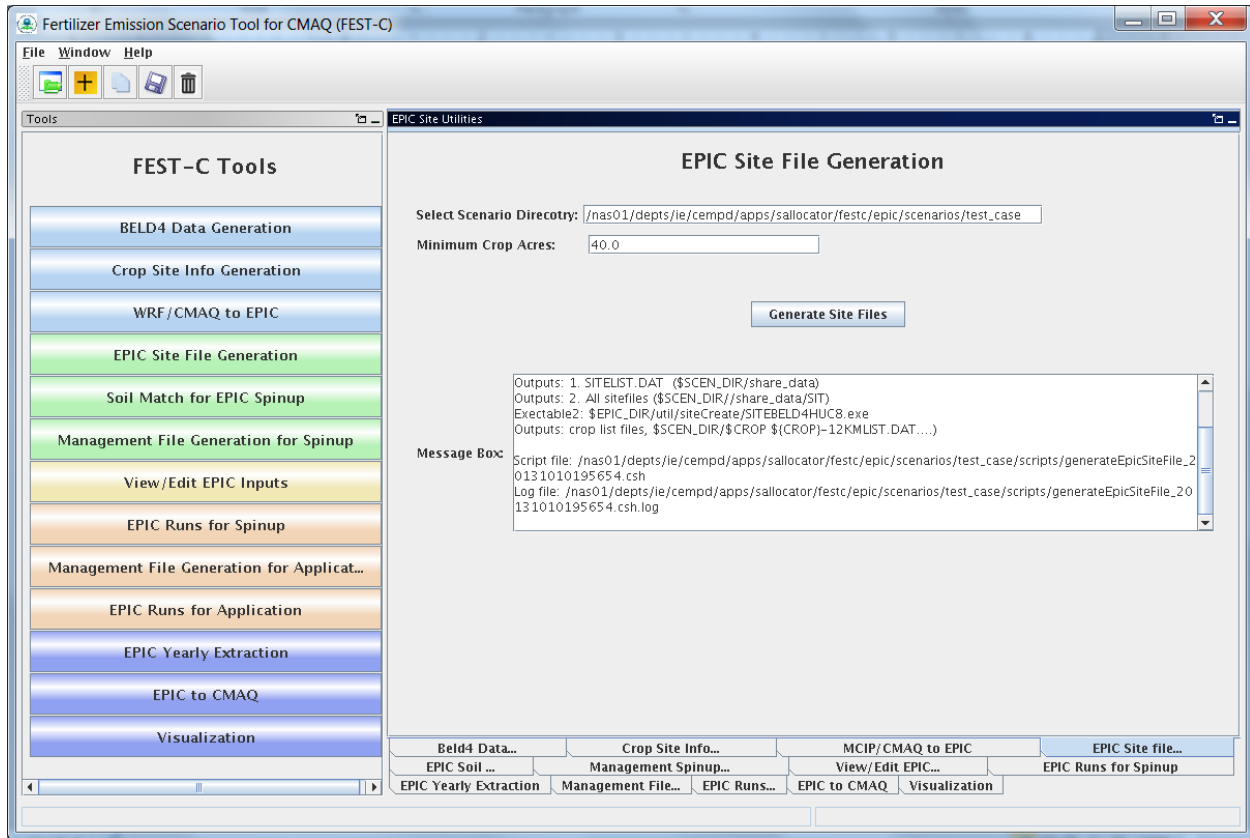 Fertilizer Emission Scenario Tool for CMAQ (FEST-C)
File Window Help
Tools
EPIC Site Utilities
FEST-C Tools
BELD4 Data Generation
Crop Site Info Generation
WRF/CMAQ to EPIC
EPIC Site File Generation
Soil Match for EPIC Spinup
Management File Generation for Spinup
View/Edit EPIC Inputs
EPIC Runs for Spinup
Management File Generation for Applicat...
EPIC Runs for Application
EPIC Yearly Extraction
EPIC to CMAQ
Visualization
EPIC Site File Generation
Select Scenario Direcotry: /nas01/depts/ie/cempd/apps/sallocator/festc/epic/scenarios/test_case
Minimum Crop Acres: 40.0
Generate Site Files
Message Box:
Outputs: 1. SITELIST.DAT ($SCEN_DIR/share_data)
Outputs: 2. All sitefiles ($SCEN_DIR//share_data/SIT)
Exectable2: $EPIC_DIR/util/siteCreate/SITEBELD4HUC8.exe
Outputs: crop list files, $SCEN_DIR/$CROP ${CROP}-12KMLIST.DAT....)
Script file: /nas01/depts/ie/cempd/apps/sallocator/festc/epic/scenarios/test_case/scripts/generateEpicSiteFile_2
0131010195654.csh
Log file: /nas01/depts/ie/cempd/apps/sallocator/festc/epic/scenarios/test_case/scripts/generateEpicSiteFile_20
131010195654.csh.log
Beld4 Data... Crop Site Info... MCIP/CMAQ to EPIC EPIC Site file...
EPIC Soil ... Management Spinup... View/Edit EPIC... EPIC Runs for Spinup
EPIC Yearly Extraction Management File... EPIC Runs... EPIC to CMAQ Visualization